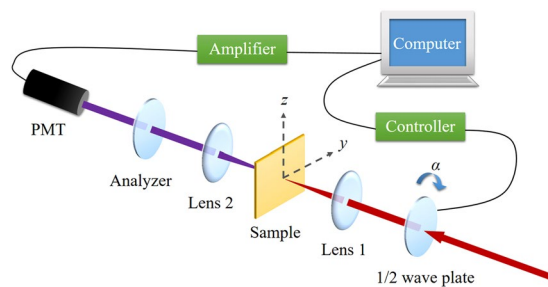 Amplifier
Computer
PMT
Controller
z
y
α
Analyzer
Lens 2
Sample
Lens 1
1/2 wave plate